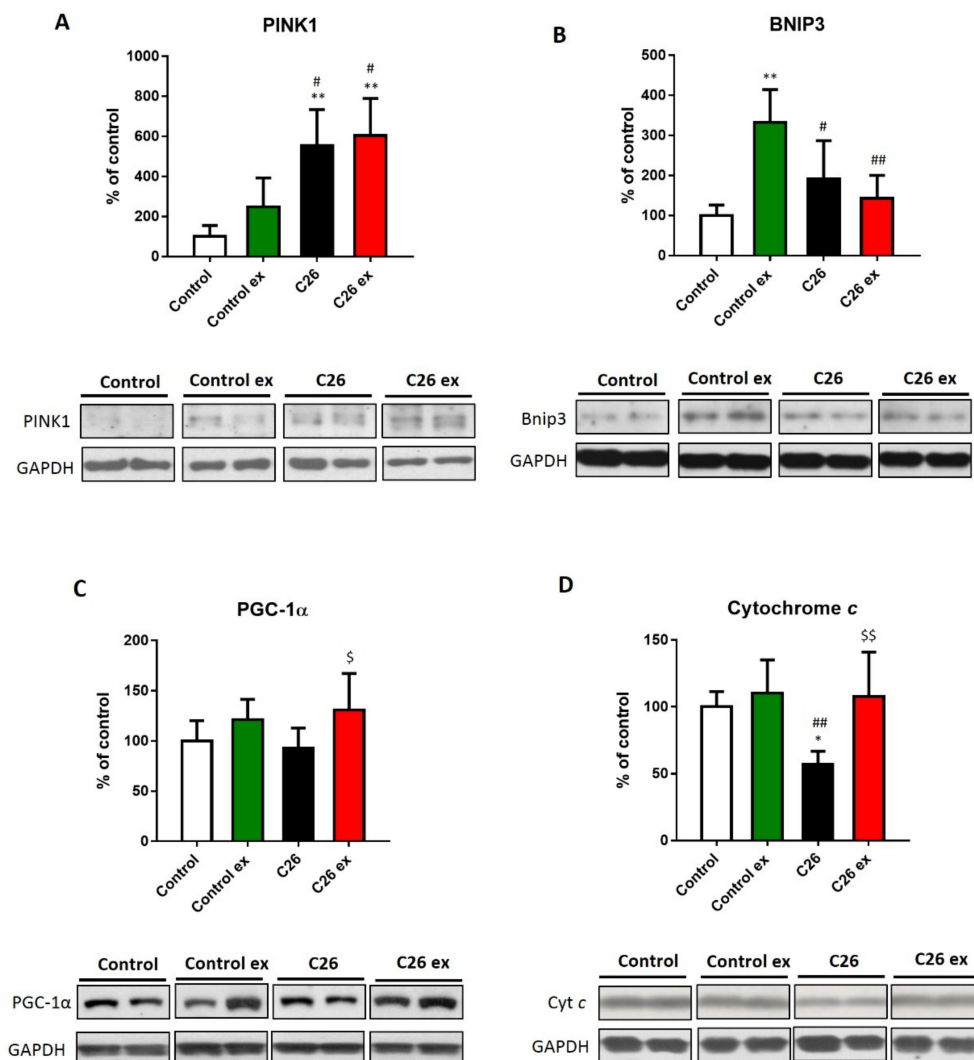 A
PINK1
% of control
1000
800
600
400
200
0
#
**
#
**
Control
Control ex
C26
C26 ex
Control
Control ex
C26
C26 ex
PINK1
GAPDH
B
BNIP3
% of control
500
400
300
200
100
0
**
#
##
Control
Control ex
C26
C26 ex
Control
Control ex
C26
C26 ex
Bnip3
GAPDH
C
PGC-1α
% of control
200
150
100
50
0
$
Control
Control ex
C26
C26 ex
Control
Control ex
C26
C26 ex
PGC-1α
GAPDH
D
Cytochrome c
% of control
150
100
50
0
##
*
$$
Control
Control ex
C26
C26 ex
Control
Control ex
C26
C26 ex
Cyt c
GAPDH